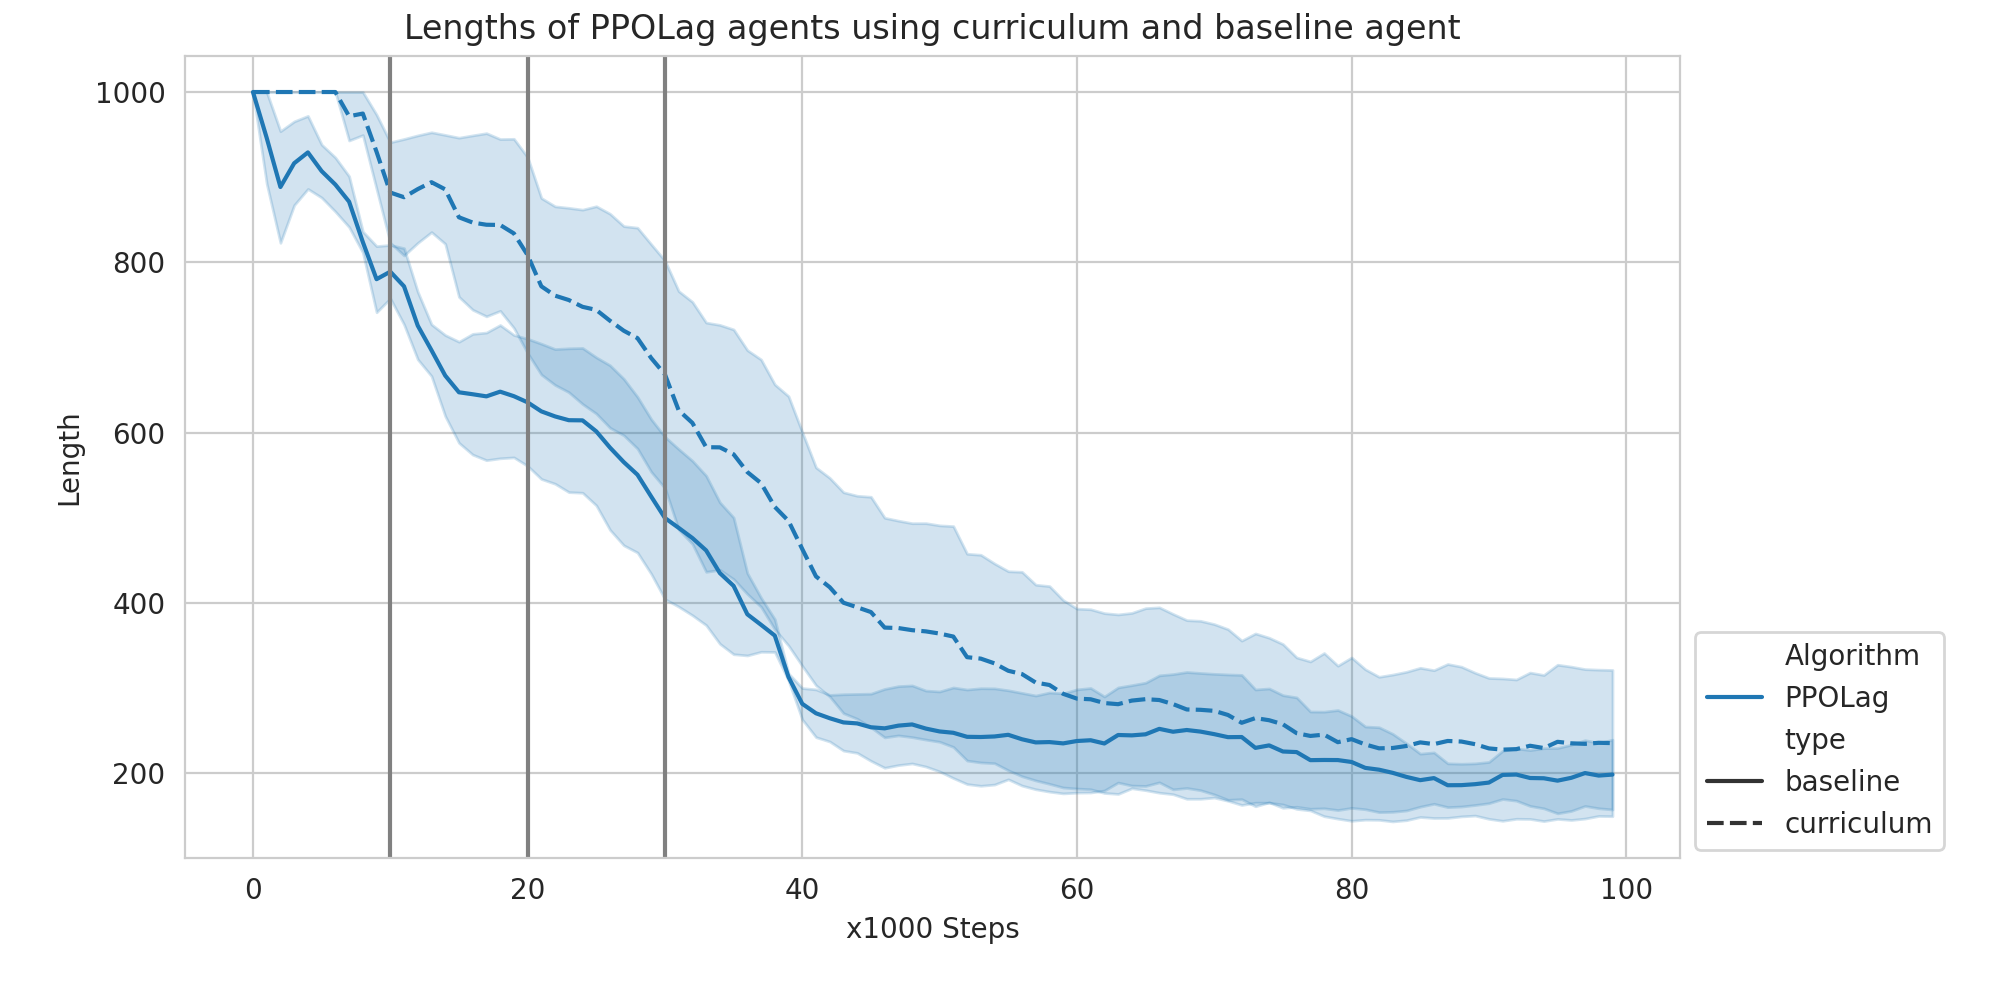 Lengths of PPOLag agents using curriculum and baseline agent
1000
800
600
400
200
Length
0 20 40 60 80 100
x1000 Steps
Algorithm
PPOLag
type
baseline
curriculum